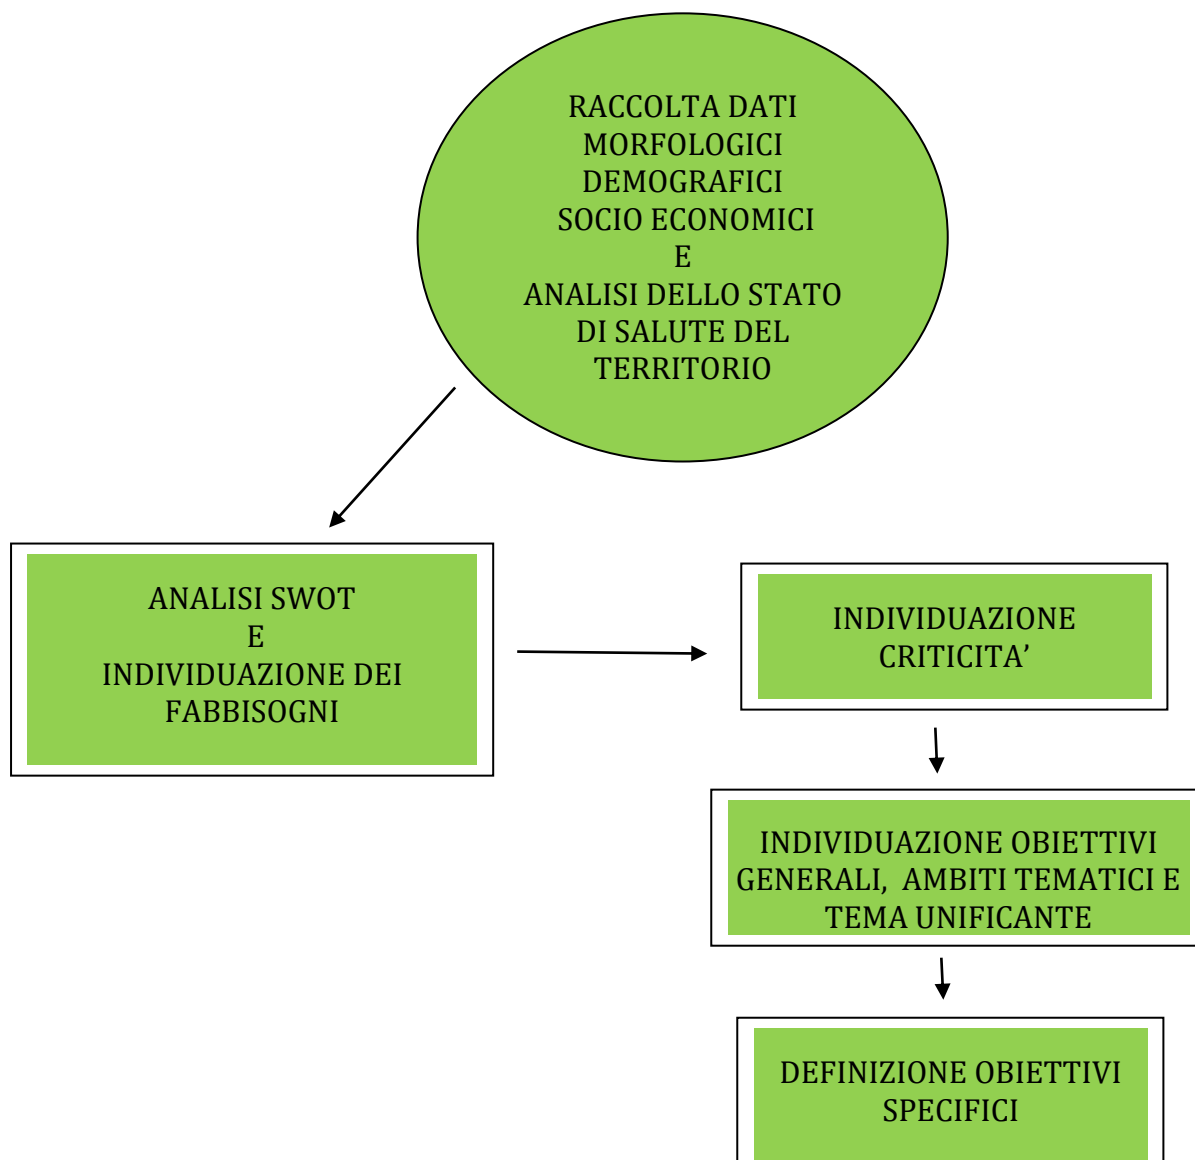 RACCOLTA DATI
MORFOLOGICI
DEMOGRAFICI
SOCIO ECONOMICI
E
ANALISI DELLO STATO
DI SALUTE DEL
TERRITORIO
ANALISI SWOT
E
INDIVIDUAZIONE DEI
FABBISOGNI
INDIVIDUAZIONE
CRITICITA’
INDIVIDUAZIONE OBIETTIVI
GENERALI, AMBITI TEMATICI E
TEMA UNIFICANTE
DEFINIZIONE OBIETTIVI
SPECIFICI